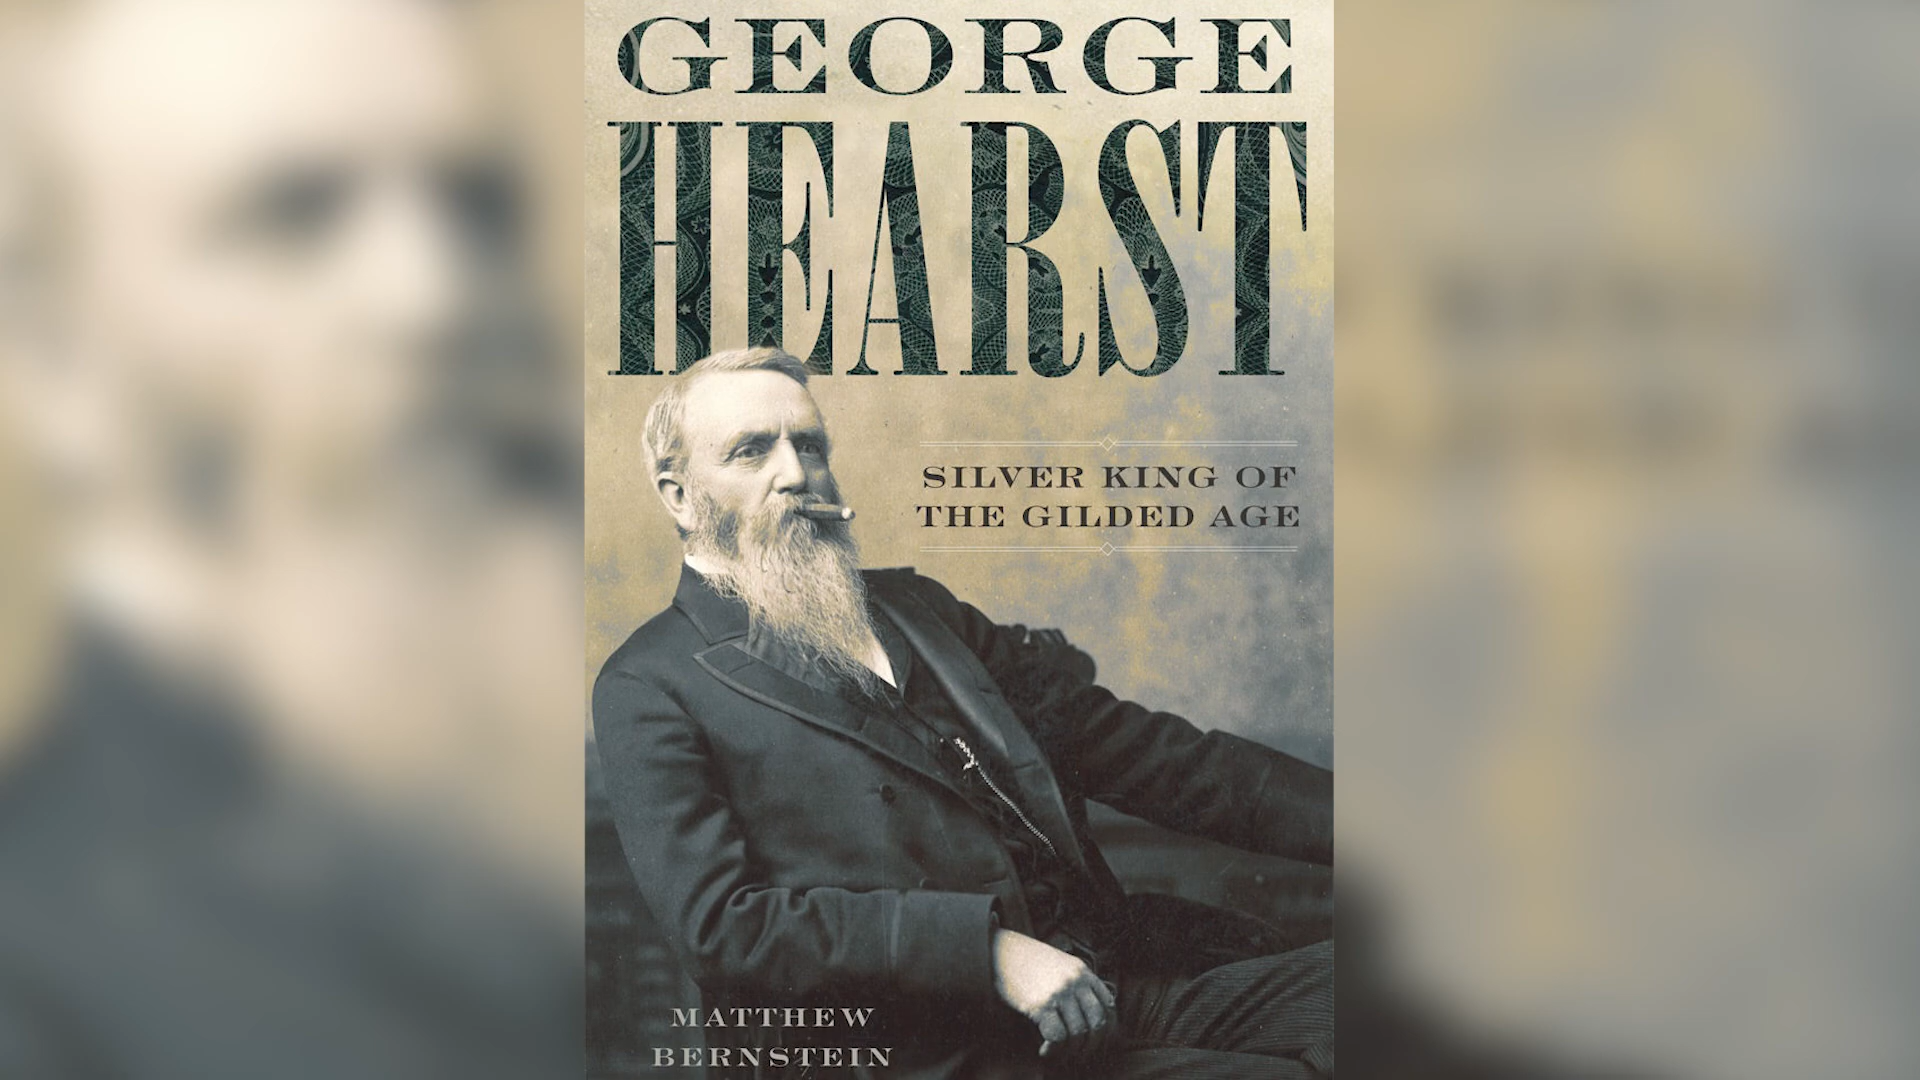 GEORGE
HEARST
SILVER KING OF
THE GILDED AGE
MATTHEW
BERNSTEIN